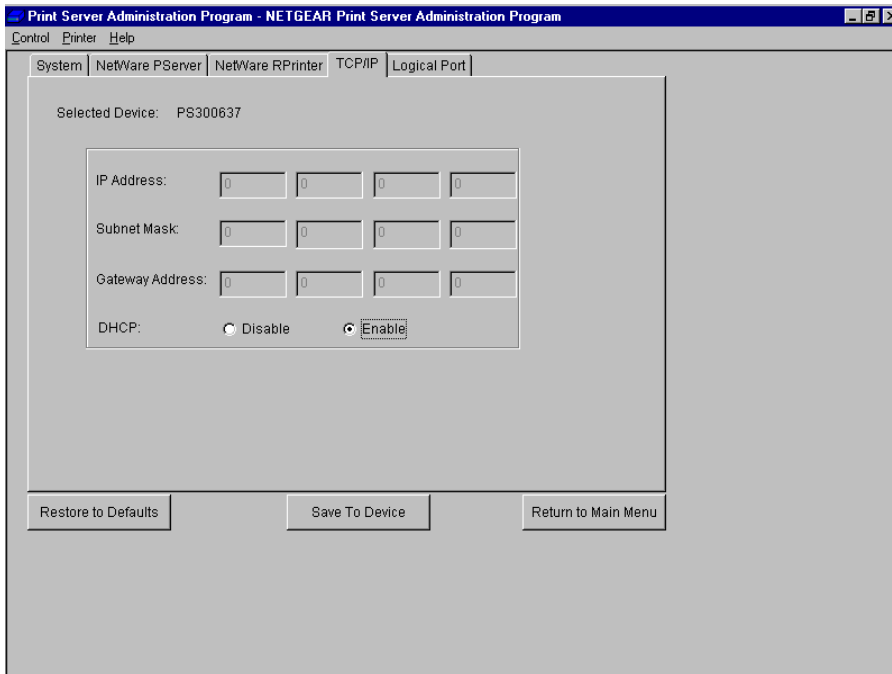 Print Server Administration Program - NETGEAR Print Server Administration Program
Control Printer Help
System NetWare PServer NetWare RPrinter TCP/IP Logical Port
Selected Device: PS300637
IP Address: 0 0 0 0
Subnet Mask: 0 0 0 0
Gateway Address: 0 0 0 0
DHCP: Disable Enable
Restore to Defaults Save To Device Return to Main Menu